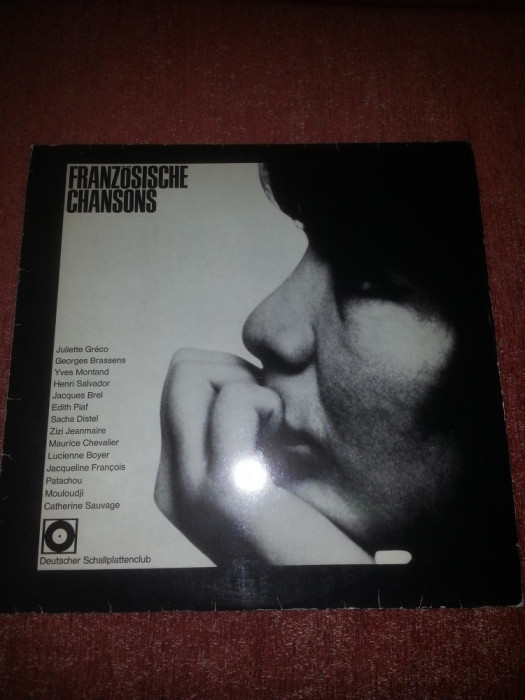 FRANZÖSISCHE
CHANSONS
Juliette Gréco
Georges Brassens
Yves Montand
Henri Salvador
Jacques Brel
Edith Piaf
Sacha Distel
Zizi Jeanmaire
Maurice Chevalier
Lucienne Boyer
Jacqueline François
Patachou
Mouloudji
Catherine Sauvage
Deutscher Schallplattenclub